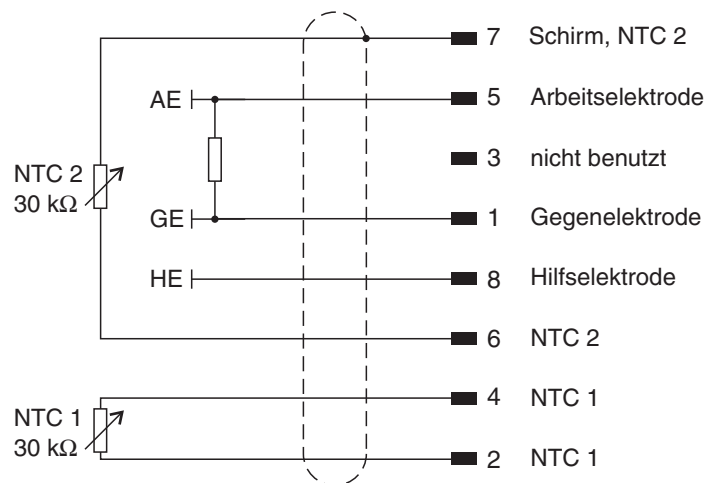 7 Schirm, NTC 2
AE 5 Arbeitselektrode
3 nicht benutzt
NTC 2
30 kΩ
GE 1 Gegenelektrode
HE 8 Hilfselektrode
6 NTC 2
4 NTC 1
NTC 1
30 kΩ
2 NTC 1